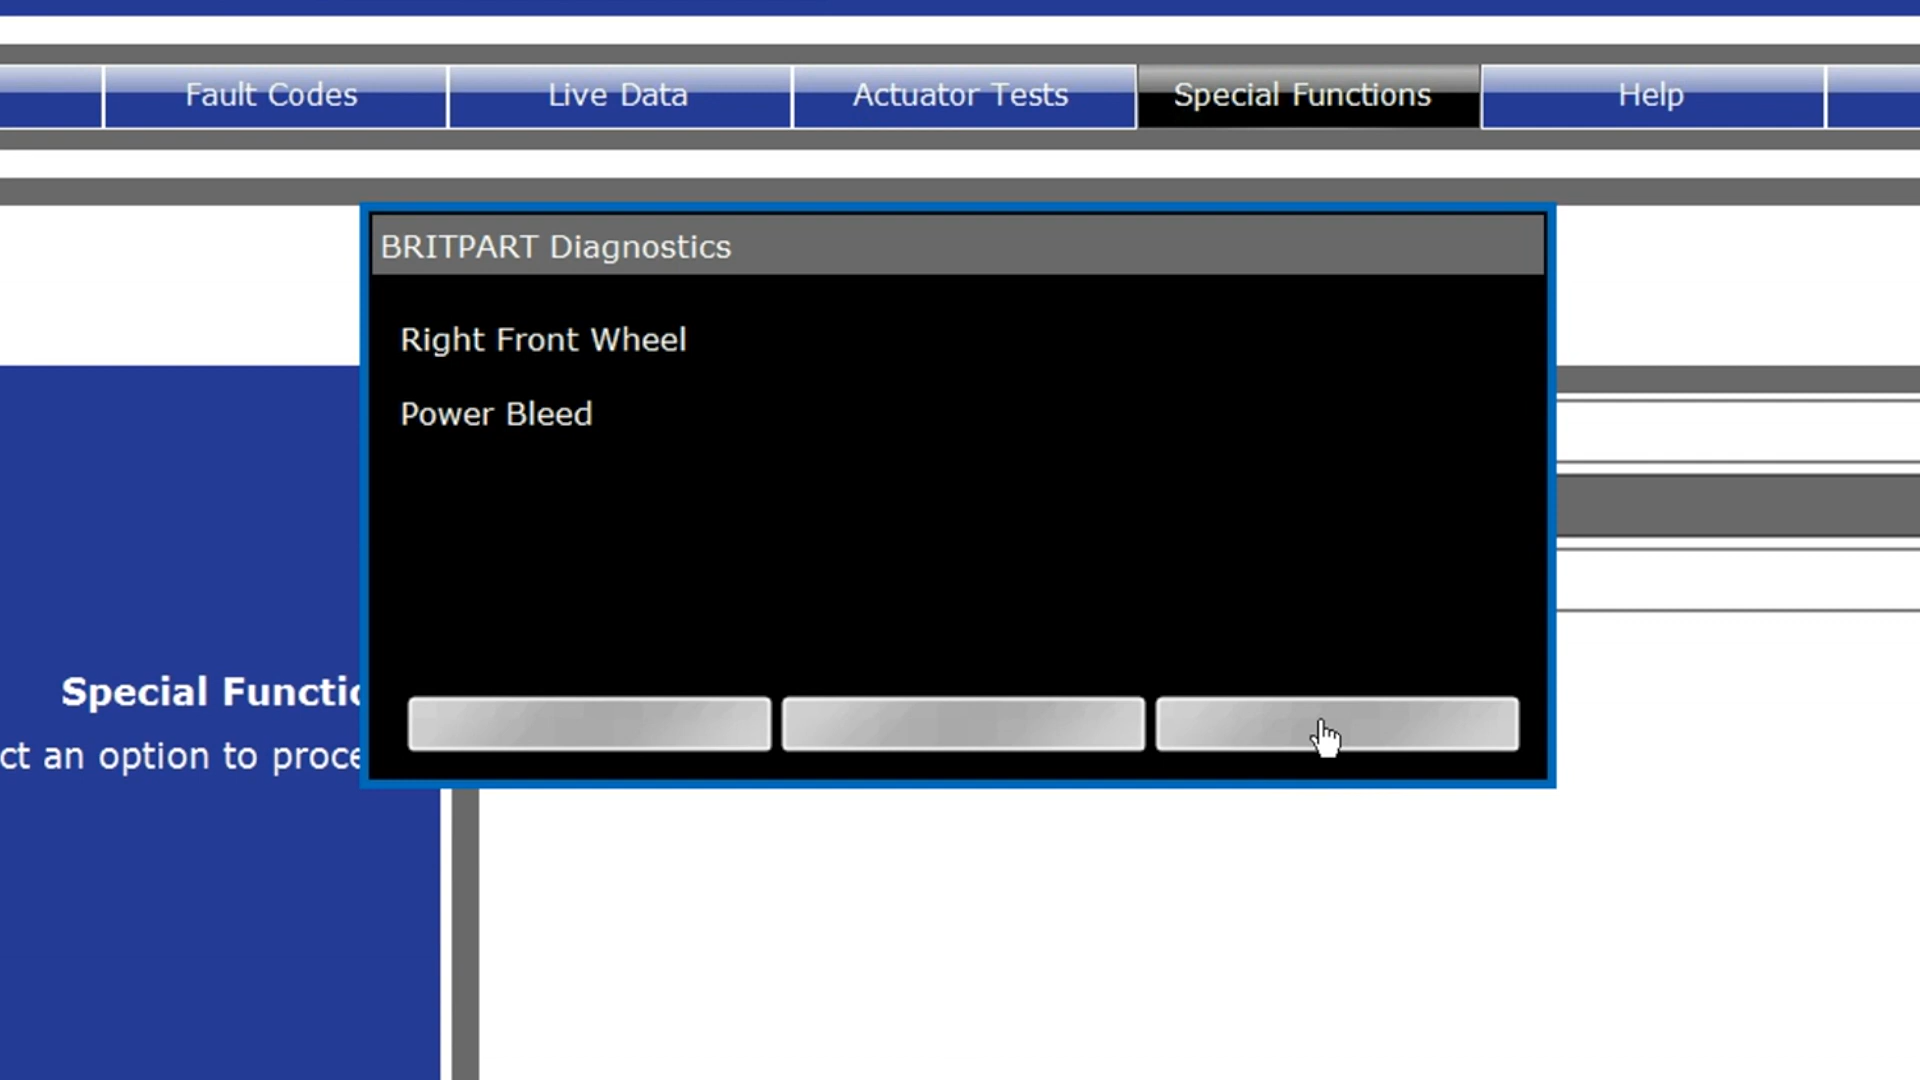 Fault Codes
Live Data
Actuator Tests
Special Functions
Help
BRITPART Diagnostics
Right Front Wheel
Power Bleed
Special Functio
ct an option to proce